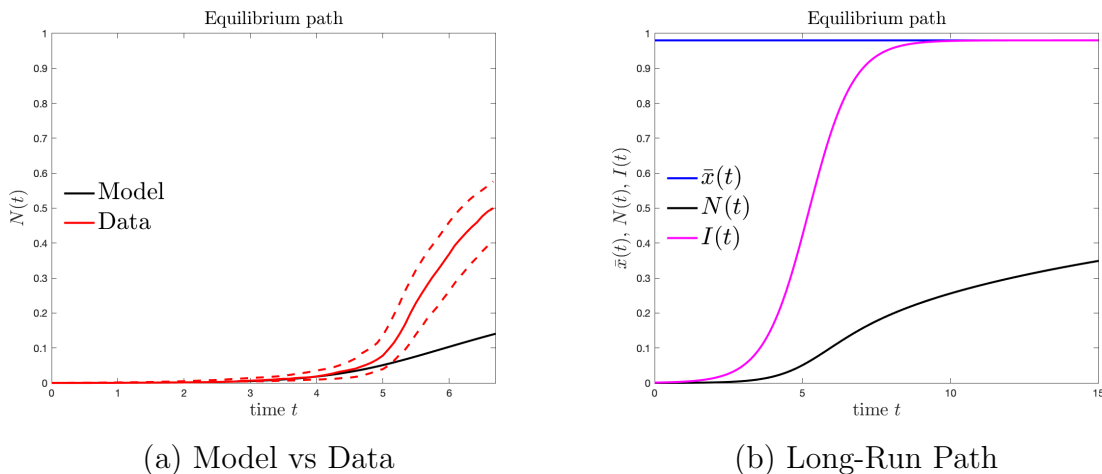 Equilibrium path
1
0.9
0.8
0.7
0.6
0.5
0.4
0.3
0.2
0.1
0
N(t)
Model
Data
0 1 2 3 4 5 6
time t
(a) Model vs Data
Equilibrium path
1
0.9
0.8
0.7
0.6
0.5
0.4
0.3
0.2
0.1
0
x̄(t), N(t), I(t)
x̄(t)
N(t)
I(t)
0 5 10 15
time t
(b) Long-Run Path